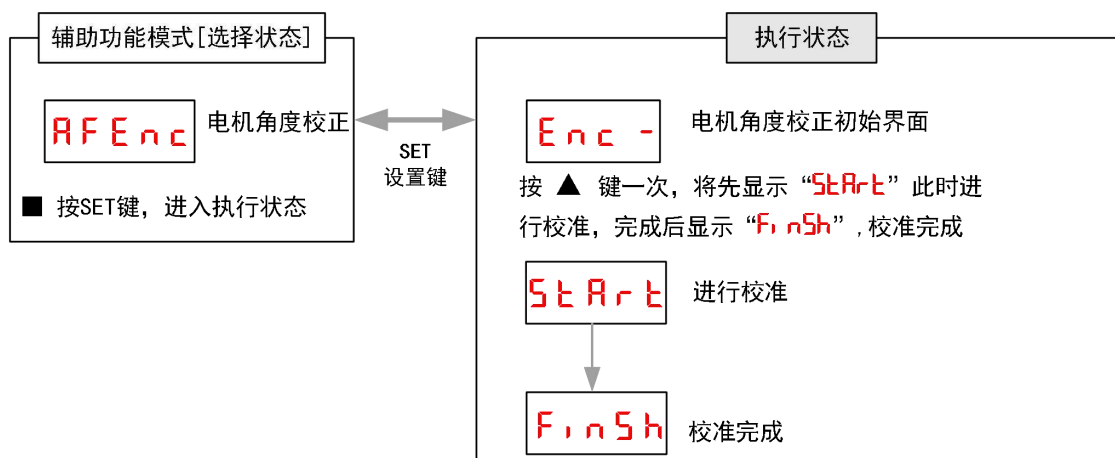 辅助功能模式[选择状态]
AFEnc 电机角度校正
■ 按SET键，进入执行状态
SET
设置键
执行状态
Enc - 电机角度校正初始界面
按 ▲ 键一次，将先显示 “StArt” 此时进
行校准，完成后显示 “FinSh” ,校准完成
StArt 进行校准
FinSh 校准完成